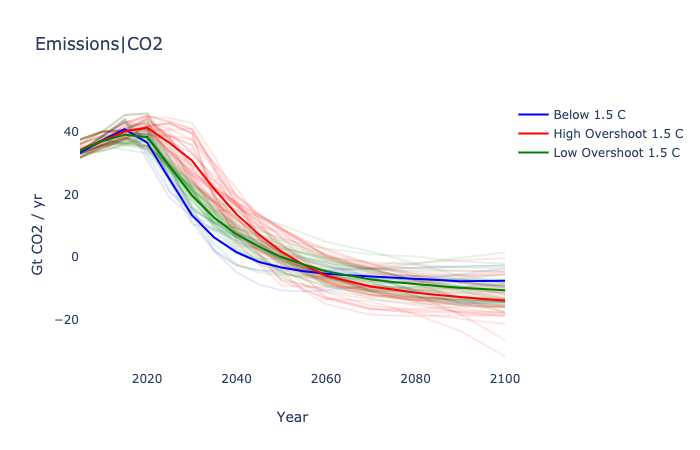 Emissions|CO2
Below 1.5 C
High Overshoot 1.5 C
Low Overshoot 1.5 C
40
20
0
−20
Gt CO2 / yr
2020 2040 2060 2080 2100
Year